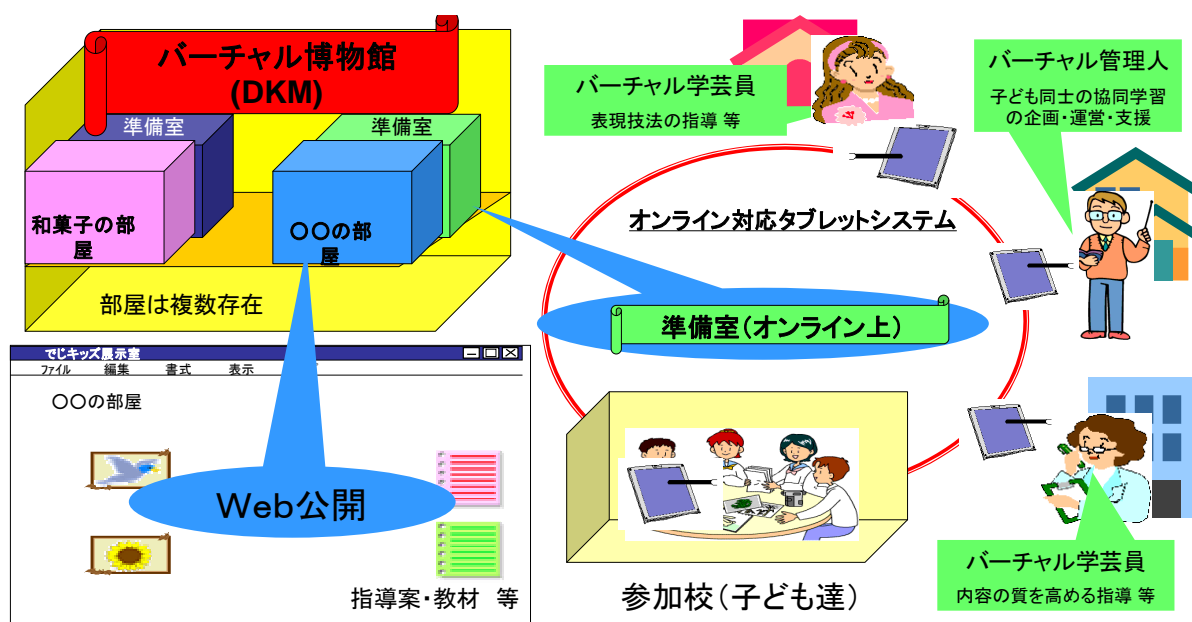 バーチャル博物館
(DKM)
準備室
準備室
和菓子の部
屋
〇〇の部
屋
部屋は複数存在
バーチャル学芸員
表現技法の指導 等
バーチャル管理人
子ども同士の協同学習
の企画・運営・支援
オンライン対応タブレットシステム
準備室(オンライン上)
でじキッズ展示室
ファイル 編集 書式 表示
〇〇の部屋
Web公開
指導案・教材 等
参加校(子ども達)
バーチャル学芸員
内容の質を高める指導 等